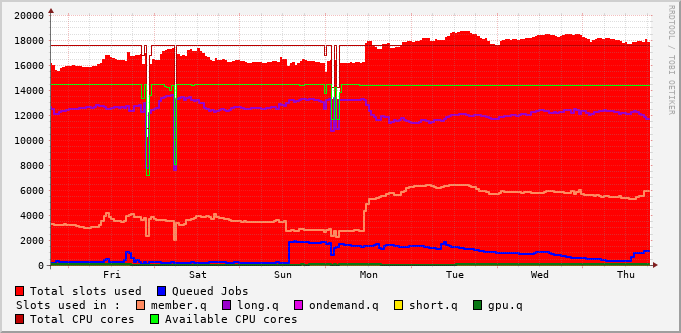 20000
18000
16000
14000
12000
10000
8000
6000
4000
2000
0
Fri Sat Sun Mon Tue Wed Thu
Total slots used Queued Jobs
Slots used in : member.q long.q ondemand.q short.q gpu.q
Total CPU cores Available CPU cores
RRDTOOL / TOBI OETIKER